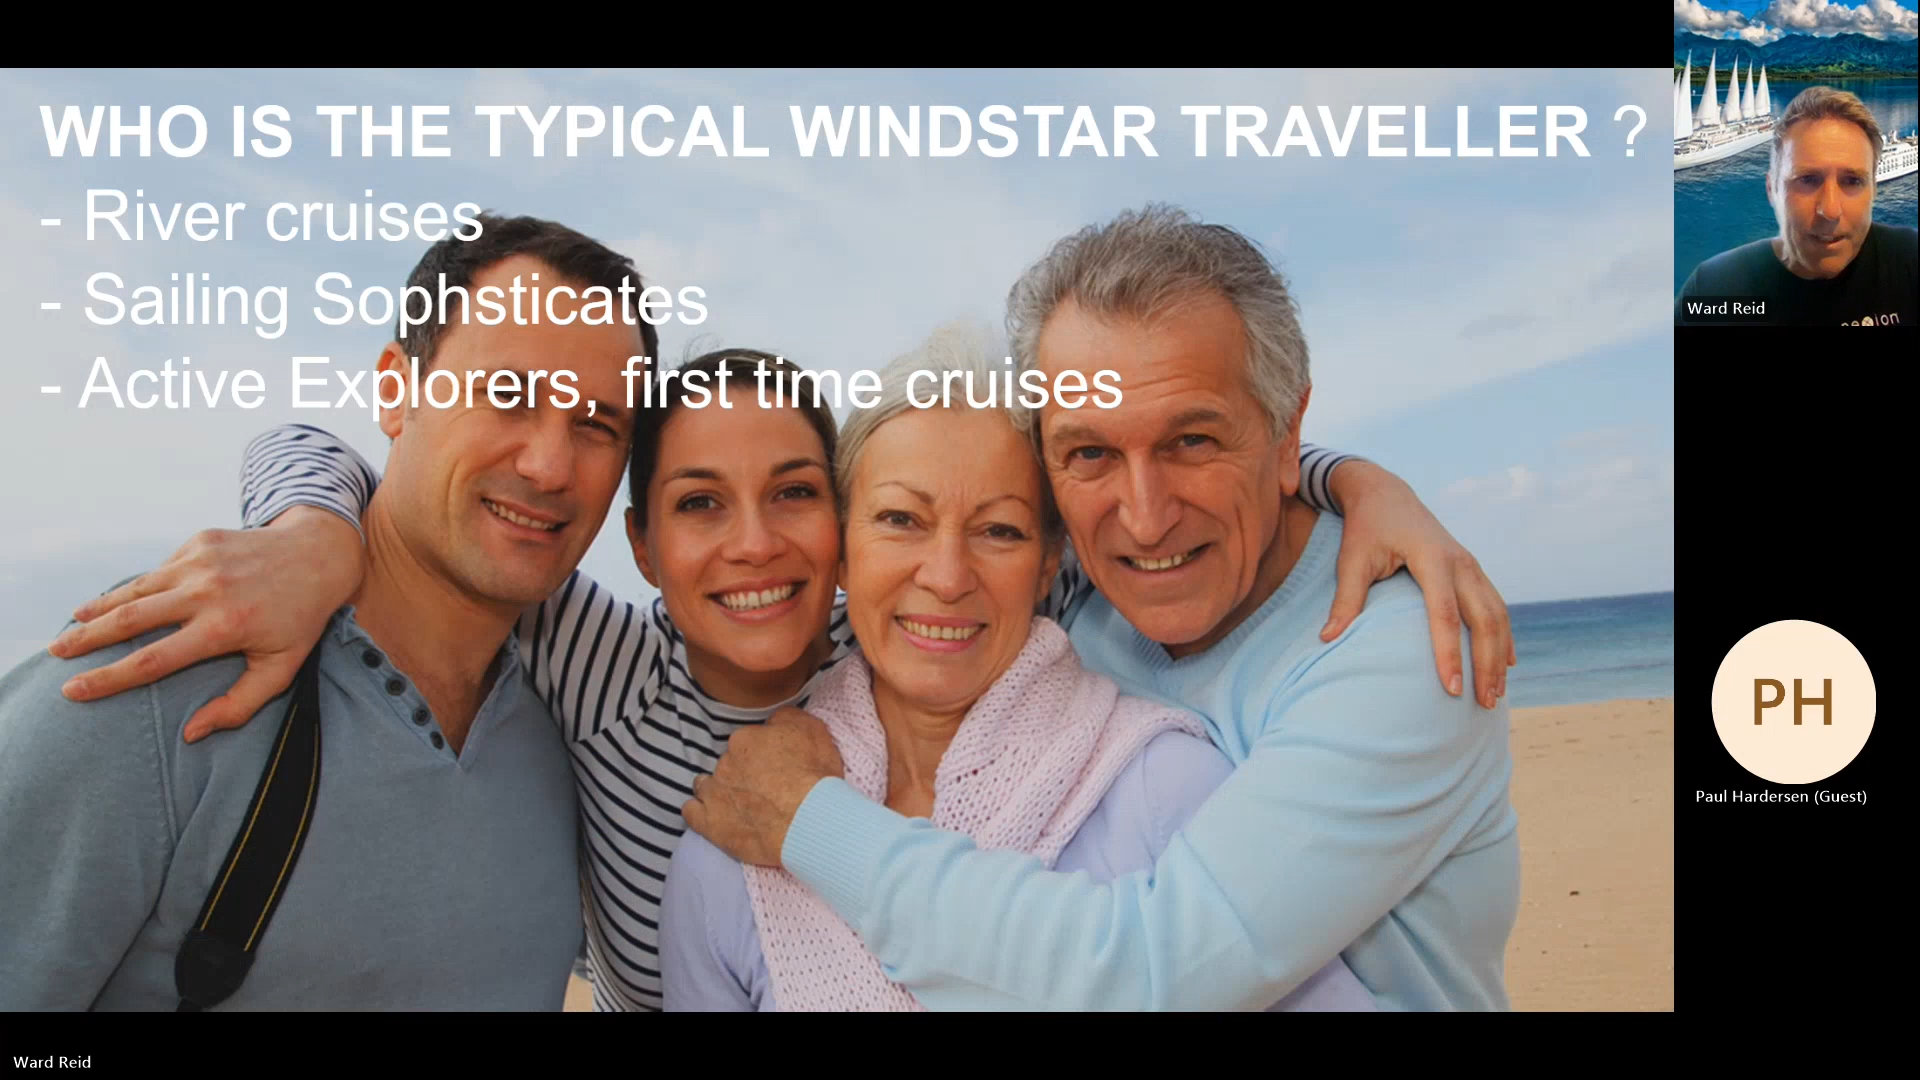 WHO IS THE TYPICAL WINDSTAR TRAVELLER ?
- River cruises
- Sailing Sophsticates
- Active Explorers, first time cruises
Ward Reid
PH
Paul Hardersen (Guest)
Ward Reid